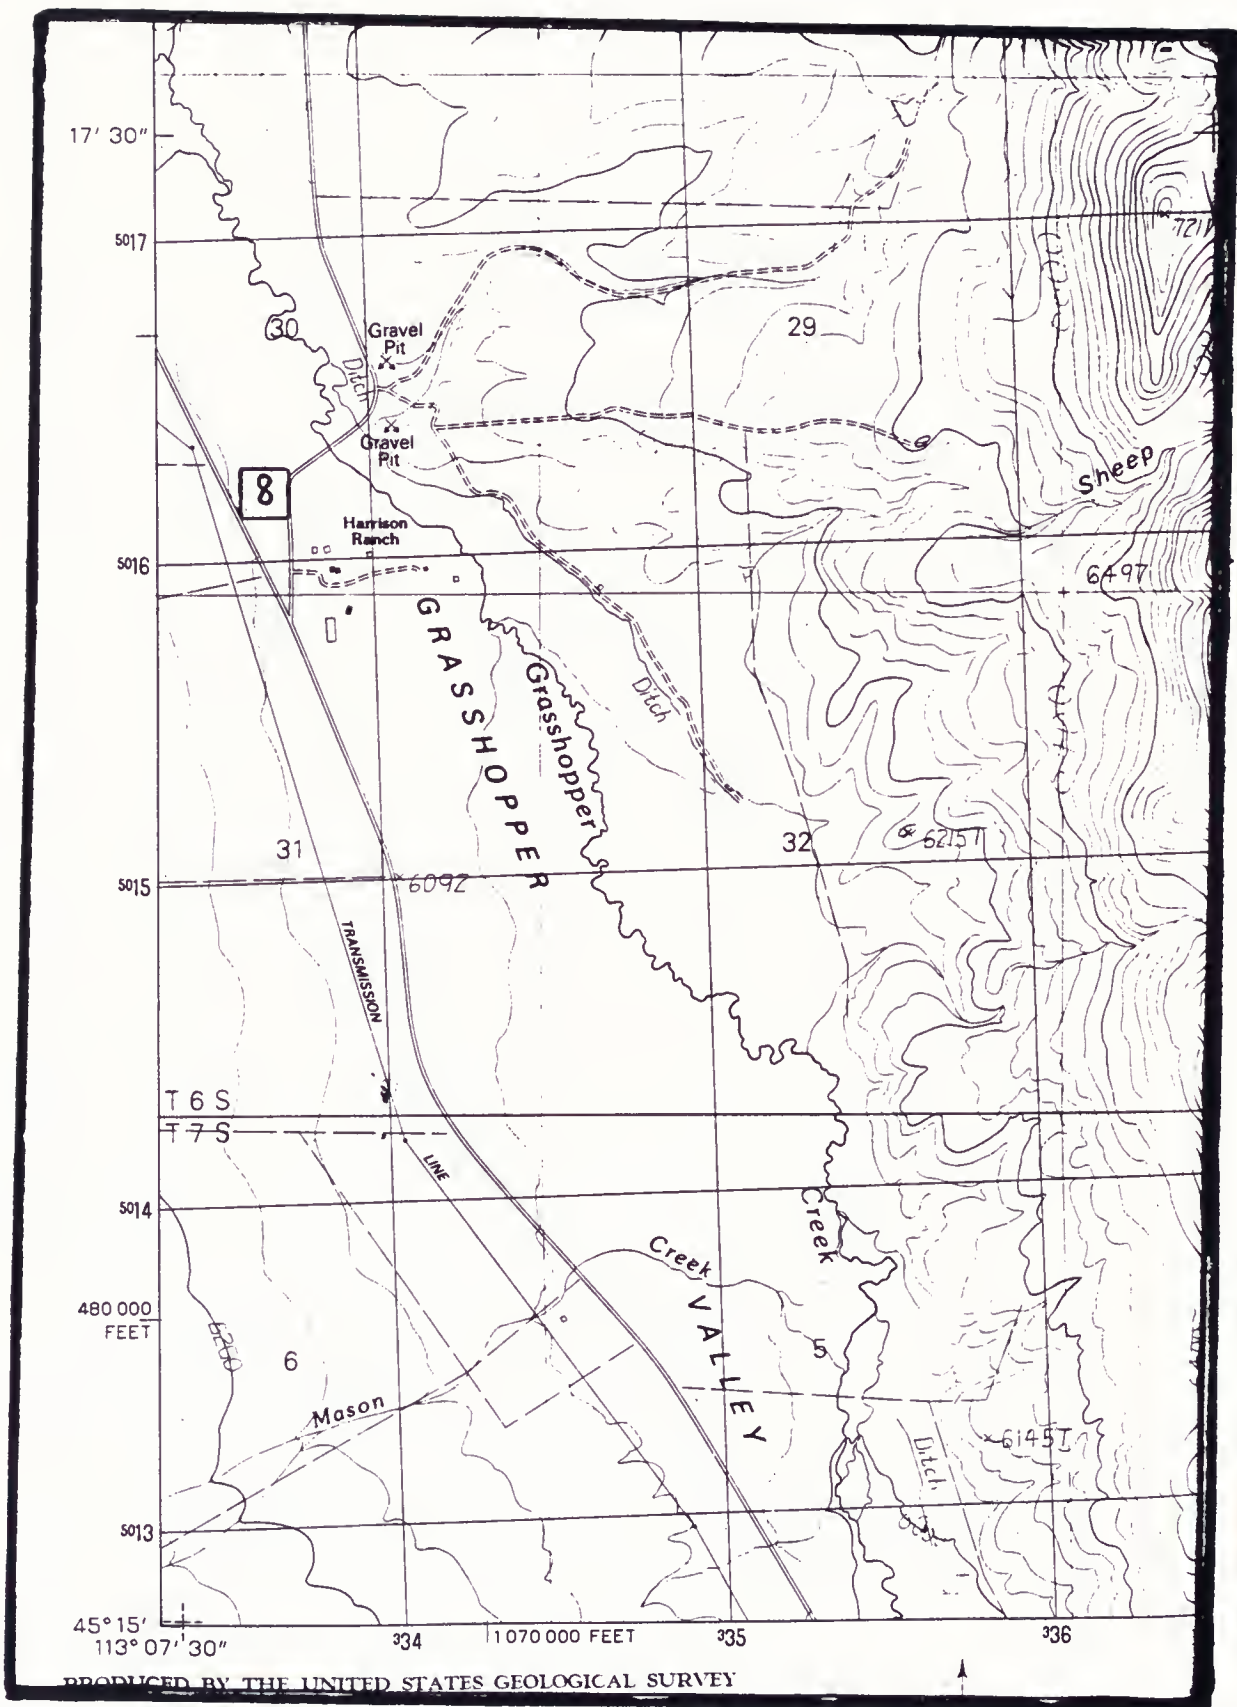 17' 30"
7217
5017
30
29
Gravel
Pit
Ditch
Gravel
Pit
Sheep
8
Harrison
Ranch
5016
6497
GRASSHOPPER
Grasshopper
Ditch
31
32
6215T
5015
6092
TRANSMISSION
T 6 S
T 7 S
LINE
5014
Creek
Creek
480 000
FEET
VALLEY
6200
6
5
Mason
6145T
Ditch
5013
45° 15'
113° 07' 30"
334
1 070 000 FEET
335
336
PRODUCED BY THE UNITED STATES GEOLOGICAL SURVEY